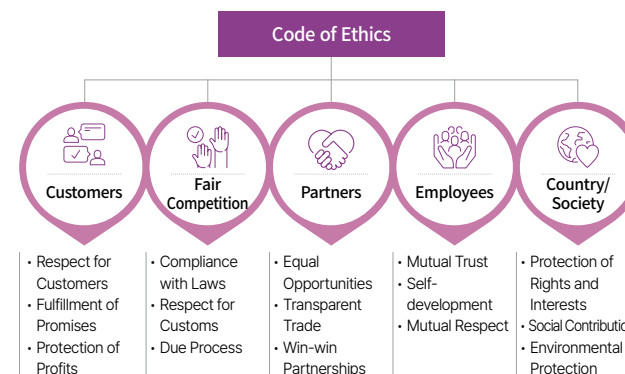 Code of Ethics
Customers
Fair
Competition
Partners
Employees
Country/
Society
· Respect for
Customers
· Fulfillment of
Promises
· Protection of
Profits
· Compliance
with Laws
· Respect for
Customs
· Due Process
· Equal
Opportunities
· Transparent
Trade
· Win-win
Partnerships
· Mutual Trust
· Self-
development
· Mutual Respect
· Protection of
Rights and
Interests
· Social Contributio
· Environmental
Protection